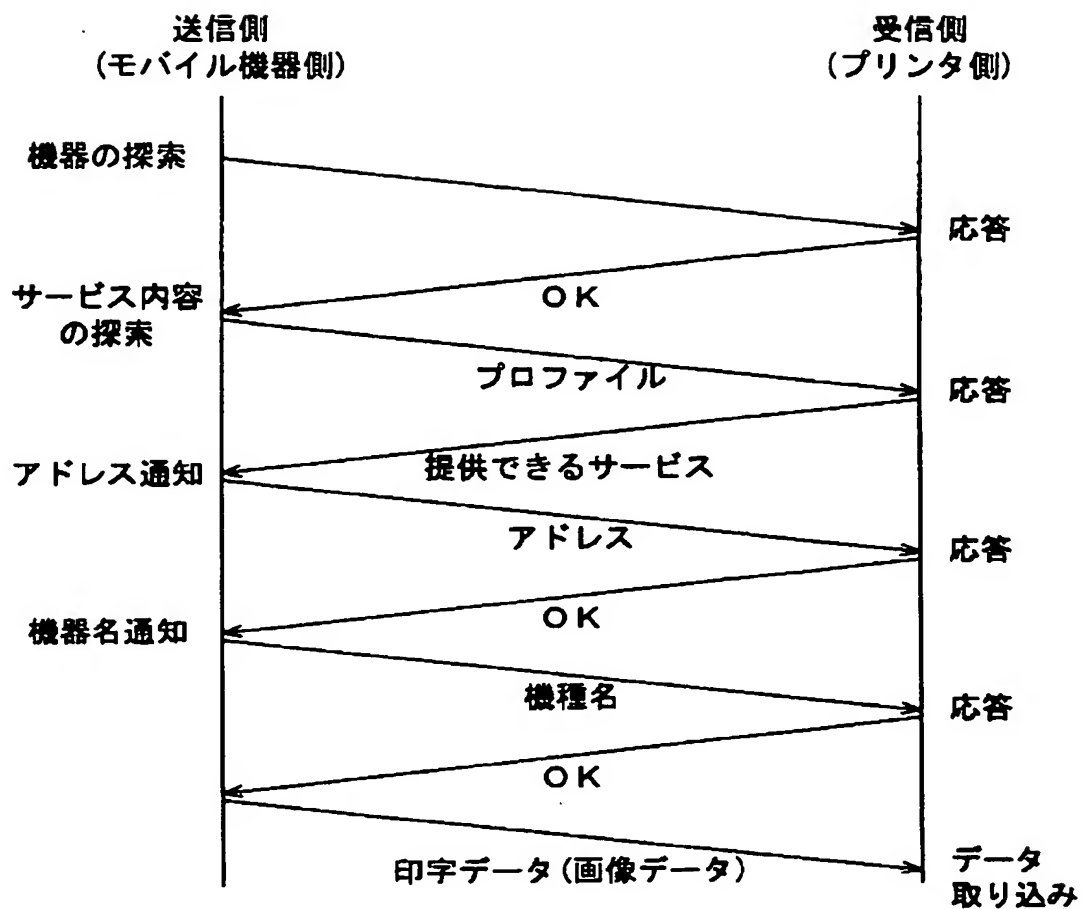 送信側
(モバイル機器側)
受信側
(プリンタ側)
機器の探索
応答
OK
サービス内容
の探索
プロファイル
応答
提供できるサービス
アドレス通知
アドレス
応答
OK
機器名通知
機種名
応答
OK
印字データ(画像データ)
データ
取り込み